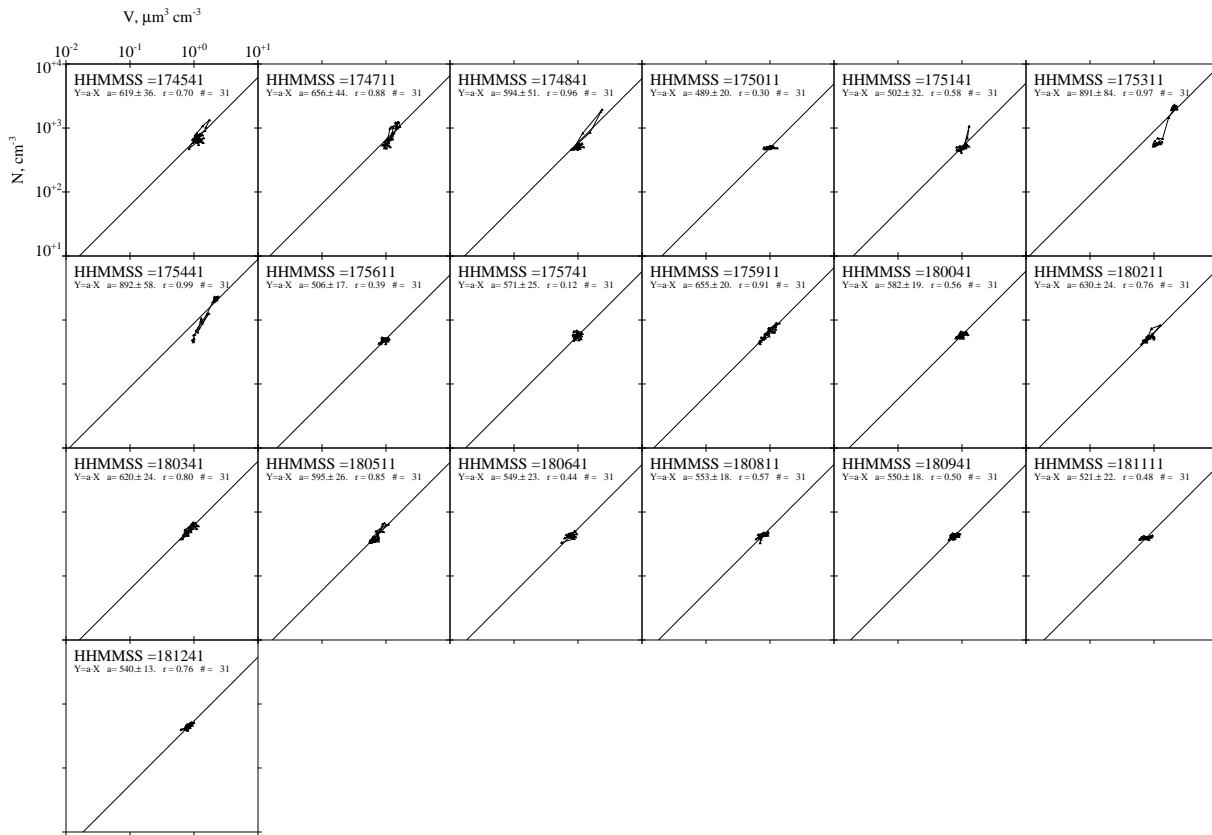 V, μm³ cm⁻³
10⁻² 10⁻¹ 10⁺⁰ 10⁺¹
N, cm⁻³
10⁺⁴
10⁺³
10⁺²
10⁺¹
HHMMSS =174541
Y=a·X a= 619.± 36. r = 0.70 # = 31
HHMMSS =174711
Y=a·X a= 656.± 44. r = 0.88 # = 31
HHMMSS =174841
Y=a·X a= 594.± 51. r = 0.96 # = 31
HHMMSS =175011
Y=a·X a= 489.± 20. r = 0.30 # = 31
HHMMSS =175141
Y=a·X a= 502.± 32. r = 0.58 # = 31
HHMMSS =175311
Y=a·X a= 891.± 84. r = 0.97 # = 31
HHMMSS =175441
Y=a·X a= 892.± 58. r = 0.99 # = 31
HHMMSS =175611
Y=a·X a= 506.± 17. r = 0.39 # = 31
HHMMSS =175741
Y=a·X a= 571.± 25. r = 0.12 # = 31
HHMMSS =175911
Y=a·X a= 655.± 20. r = 0.91 # = 31
HHMMSS =180041
Y=a·X a= 582.± 19. r = 0.56 # = 31
HHMMSS =180211
Y=a·X a= 630.± 24. r = 0.76 # = 31
HHMMSS =180341
Y=a·X a= 620.± 24. r = 0.80 # = 31
HHMMSS =180511
Y=a·X a= 595.± 26. r = 0.85 # = 31
HHMMSS =180641
Y=a·X a= 549.± 23. r = 0.44 # = 31
HHMMSS =180811
Y=a·X a= 553.± 18. r = 0.57 # = 31
HHMMSS =180941
Y=a·X a= 550.± 18. r = 0.50 # = 31
HHMMSS =181111
Y=a·X a= 521.± 22. r = 0.48 # = 31
HHMMSS =181241
Y=a·X a= 540.± 13. r = 0.76 # = 31